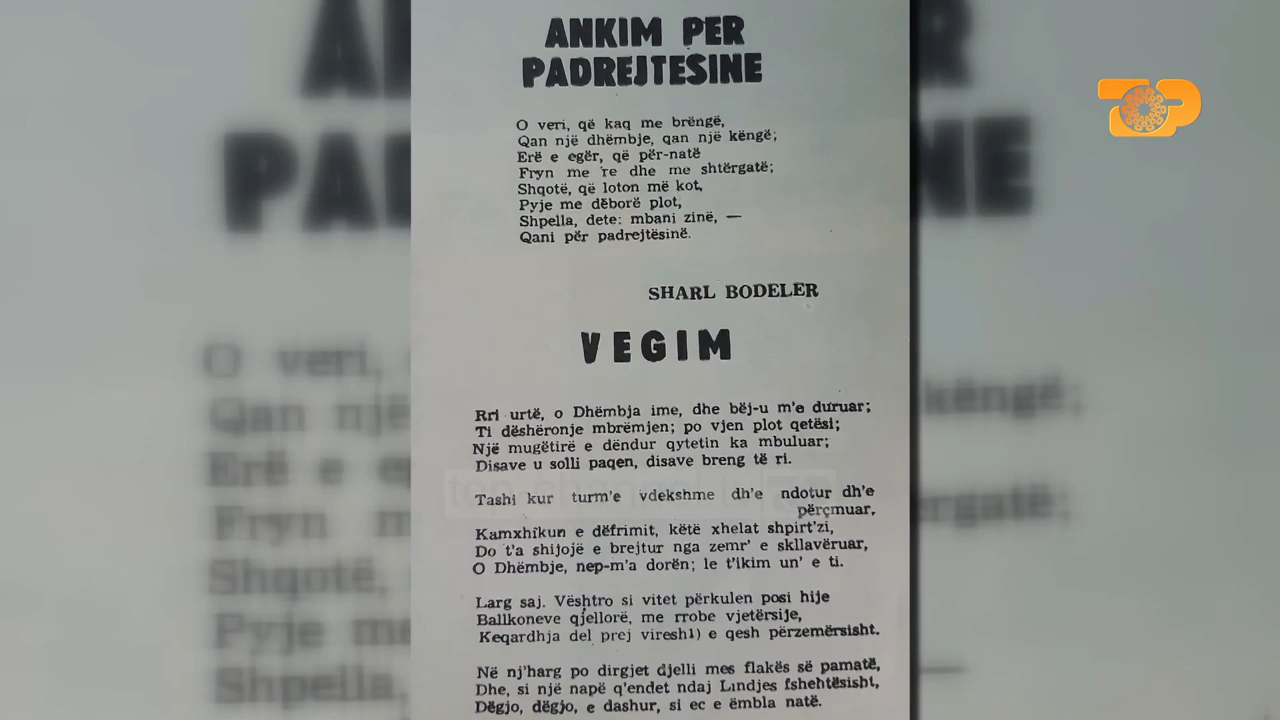 ANKIM PER
PADREJTESINE
O veri, që kaq me brëngë,
Qan një dhëmbje, qan një këngë;
Erë e egër, që për-natë
Fryn me re dhe me shtërgatë;
Shqotë, që loton më kot,
Pyje me dëborë plot,
Shpella, dete: mbani zinë, —
Qani për padrejtësinë.
SHARL BODELER
VEGIM
Rri urtë, o Dhëmbja ime, dhe bëj-u m'e duruar;
Ti dëshëronje mbrëmjen; po vjen plot qetësi;
Një mugëtirë e dëndur qytetin ka mbuluar;
Disave u solli paqen, disave breng të ri.
Tashi kur turm'e vdekshme dh'e ndotur dh'e
përçmuar,
Kamxhîkun e dëfrimit, këtë xhelat shpirt'zi,
Do t'a shijojë e brejtur nga zemr' e skllavëruar,
O Dhëmbje, nep-m'a dorën; le t'ikim un' e ti.
Larg saj. Vështro si vitet përkulen posi hije
Ballkoneve qjellorë, me rrobe vjetërsije,
Keqardhja del prej viresh1) e qesh përzemërsisht.
Në nj'harg po dirgjet djelli mes flakës së pamatë,
Dhe, si një napë q'endet ndaj Lindjes fshehtësisht,
Dëgjo, dëgjo, e dashur, si ec e ëmbla natë.